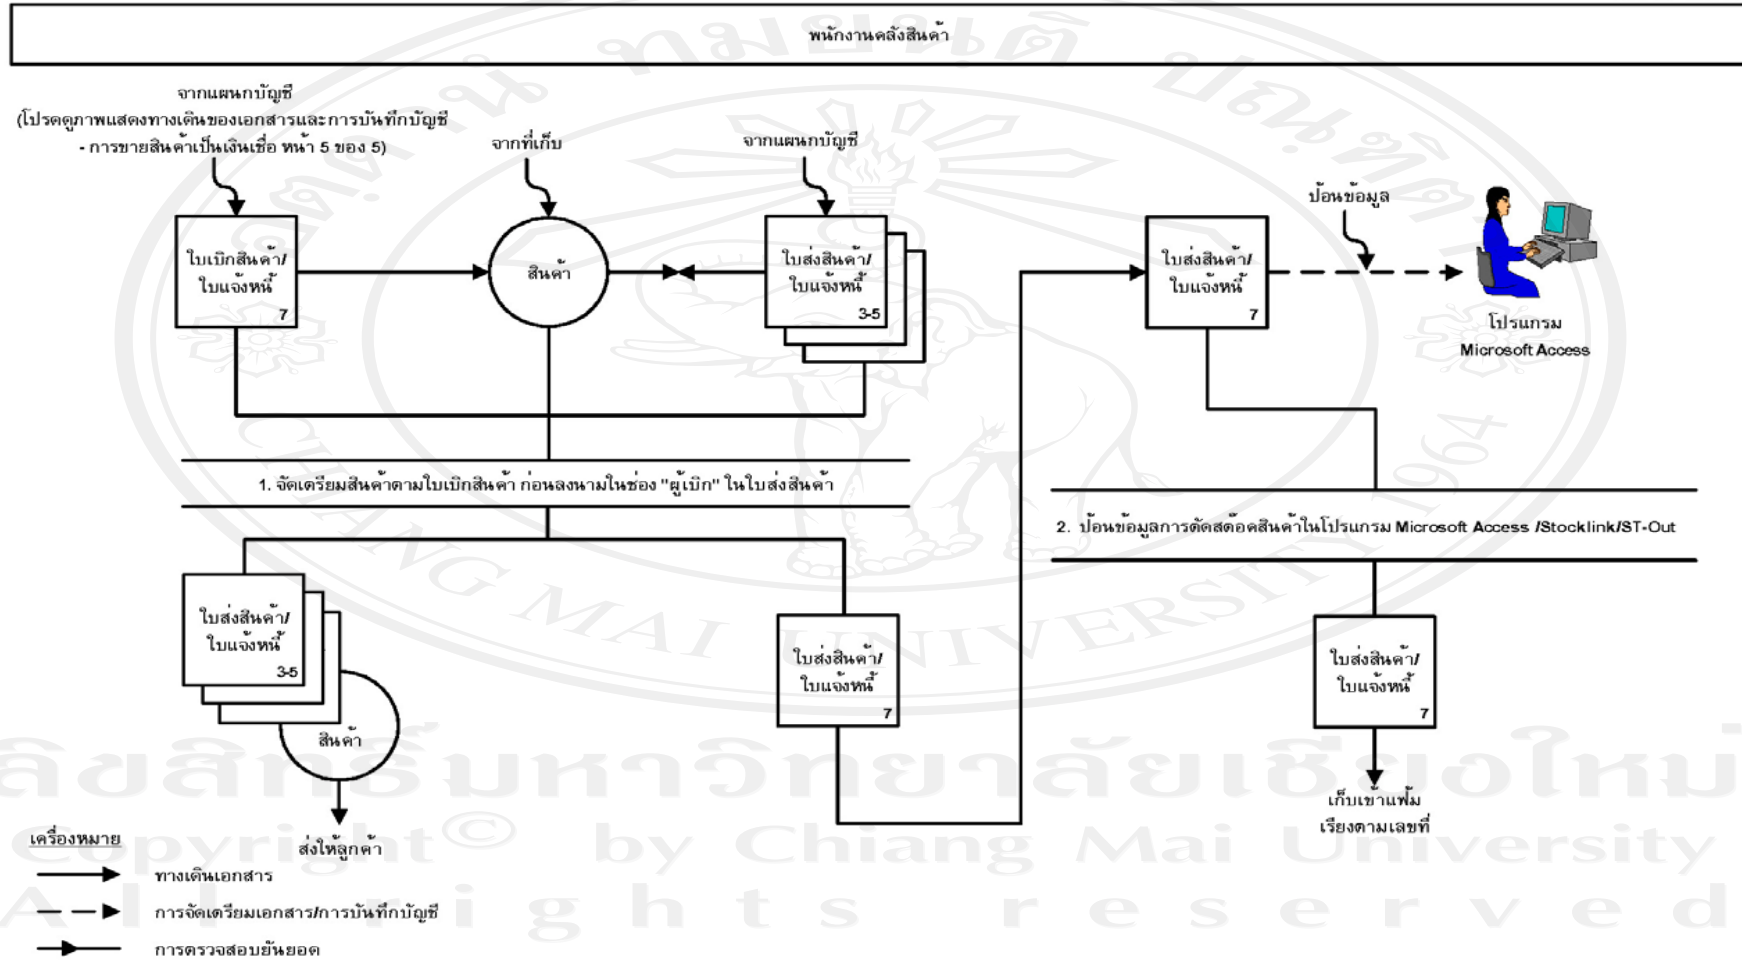 พนักงานคลังสินค้า
จากแผนกบัญชี
(โปรดดูภาพแสดงทางเดินของเอกสารและการบันทึกบัญชี
- การขายสินค้าเป็นเงินเชื่อ หน้า 5 ของ 5)
จากที่เก็บ
จากแผนกบัญชี
ป้อนข้อมูล
ใบเบิกสินค้า/
ใบแจ้งหนี้
7
สินค้า
ใบส่งสินค้า/
ใบแจ้งหนี้
3-5
ใบส่งสินค้า/
ใบแจ้งหนี้
7
โปรแกรม
Microsoft Access
1. จัดเตรียมสินค้าตามใบเบิกสินค้า ก่อนลงนามในช่อง "ผู้เบิก" ในใบส่งสินค้า
2. ป้อนข้อมูลการตัดสต๊อคสินค้าในโปรแกรม Microsoft Access /Stocklink/ST-Out
ใบส่งสินค้า/
ใบแจ้งหนี้
3-5
สินค้า
ส่งให้ลูกค้า
ใบส่งสินค้า/
ใบแจ้งหนี้
7
ใบส่งสินค้า/
ใบแจ้งหนี้
7
เก็บเข้าแฟ้ม
เรียงตามเลขที่
เครื่องหมาย
ทางเดินเอกสาร
การจัดเตรียมเอกสาร/การบันทึกบัญชี
การตรวจสอบยันยอด
CHIANG MAI UNIVERSITY 1964
ลิขสิทธิ์มหาวิทยาลัยเชียงใหม่
Copyright© by Chiang Mai University
All rights reserved